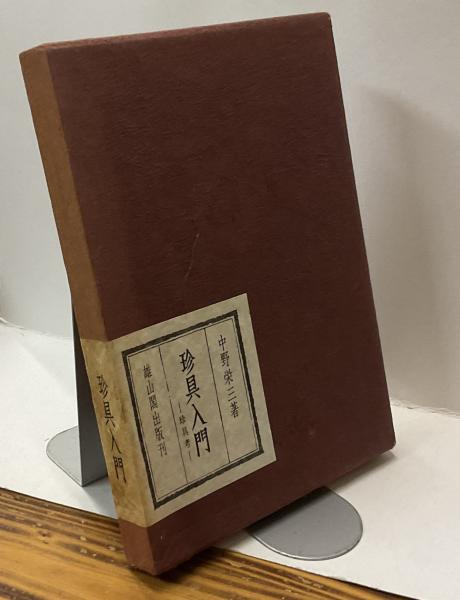 中野栄三著
珍具入門
―珍具考―
雄山閣出版刊
珍具入門